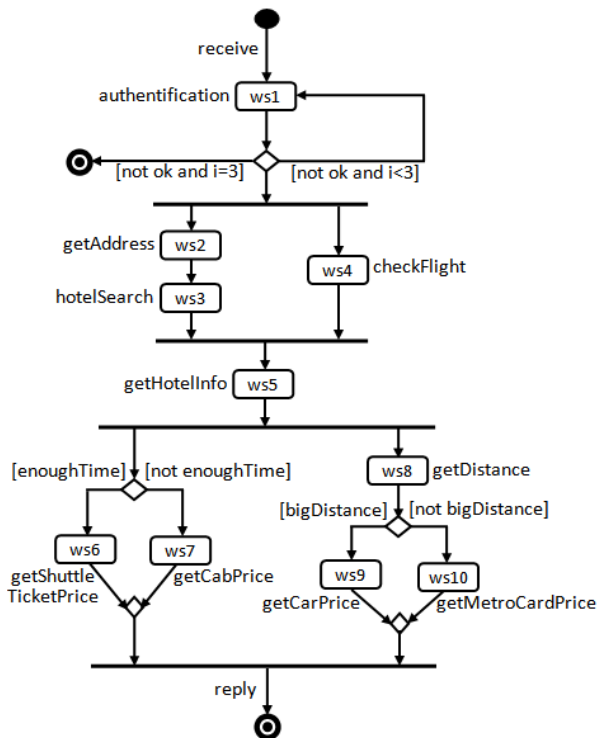 receive
authentification
ws1
[not ok and i=3]
[not ok and i<3]
getAddress
ws2
ws4
checkFlight
hotelSearch
ws3
getHotelInfo
ws5
[enoughTime]
[not enoughTime]
ws8
getDistance
[bigDistance]
[not bigDistance]
ws6
ws7
getShuttle
TicketPrice
getCabPrice
ws9
ws10
getCarPrice
getMetroCardPrice
reply